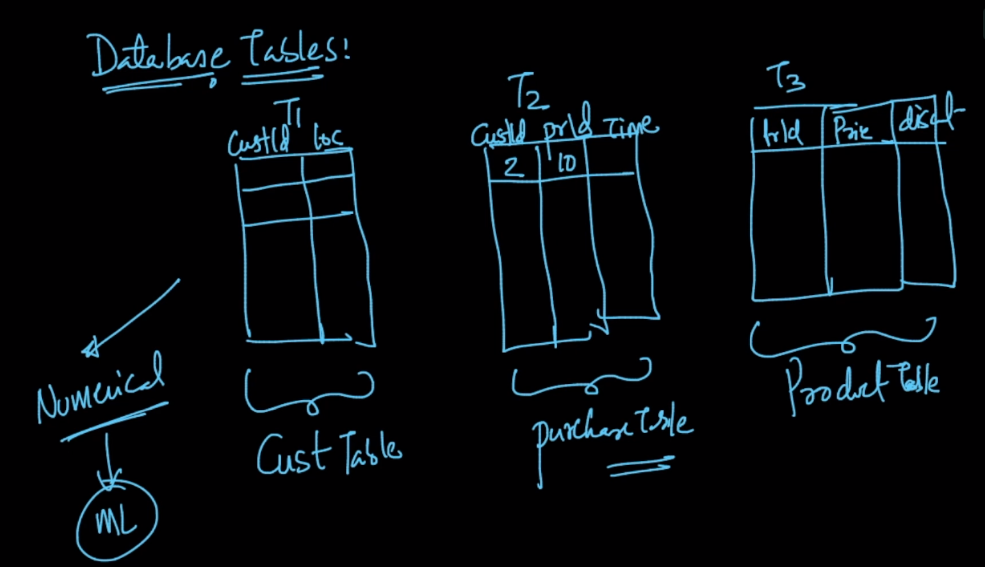 Database Tables:
T1
CustId loc
T2
CustId prId Time
2 10
T3
PrId Price disct
Numerical
ML
Cust Table
Purchase Table
Product Table